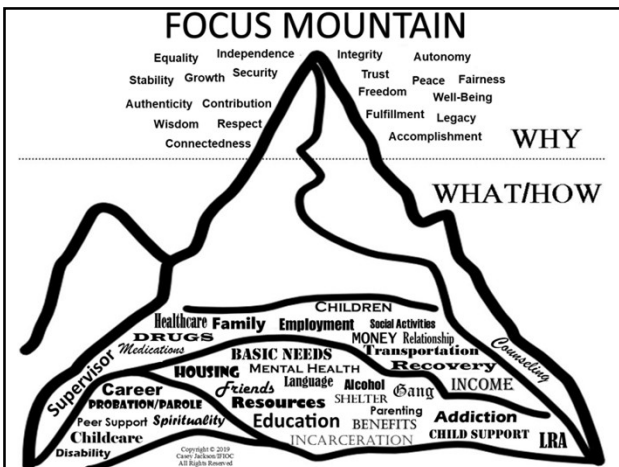 FOCUS MOUNTAIN
Equality Independence Integrity Autonomy
Stability Growth Security Trust Peace Fairness
Freedom Well-Being
Authenticity Contribution
Fulfillment Legacy
Wisdom Respect
Accomplishment
Connectedness
WHY
WHAT/HOW
CHILDREN
Healthcare Family Employment Social Activities
DRUGS MONEY Relationship
Medications BASIC NEEDS Transportation Counseling
HOUSING MENTAL HEALTH Recovery
Supervisor Career Friends Language Alcohol Gang INCOME
PROBATION/PAROLE Resources SHELTER
Peer Support Spirituality Education Parenting Addiction
Childcare BENEFITS CHILD SUPPORT LRA
Disability INCARCERATION
Copyright © 2019
Casey Jackson/IFIOC
All Rights Reserved